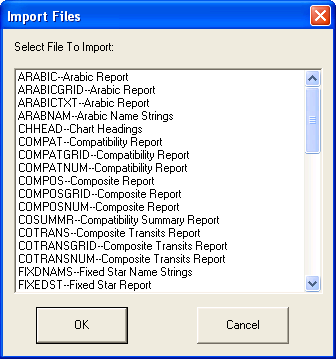 Import Files
Select File To Import:
ARABIC--Arabic Report
ARABICGRID--Arabic Report
ARABICTXT--Arabic Report
ARABNAM--Arabic Name Strings
CHHEAD--Chart Headings
COMPAT--Compatibility Report
COMPATGRID--Compatibility Report
COMPATNUM--Compatibility Report
COMPOS--Composite Report
COMPOSGRID--Composite Report
COMPOSNUM--Composite Report
COSUMMR--Compatibility Summary Report
COTRANS--Composite Transits Report
COTRANSGRID--Composite Transits Report
COTRANSNUM--Composite Transits Report
FIXDNAMS--Fixed Star Name Strings
FIXEDST--Fixed Star Report
OK
Cancel